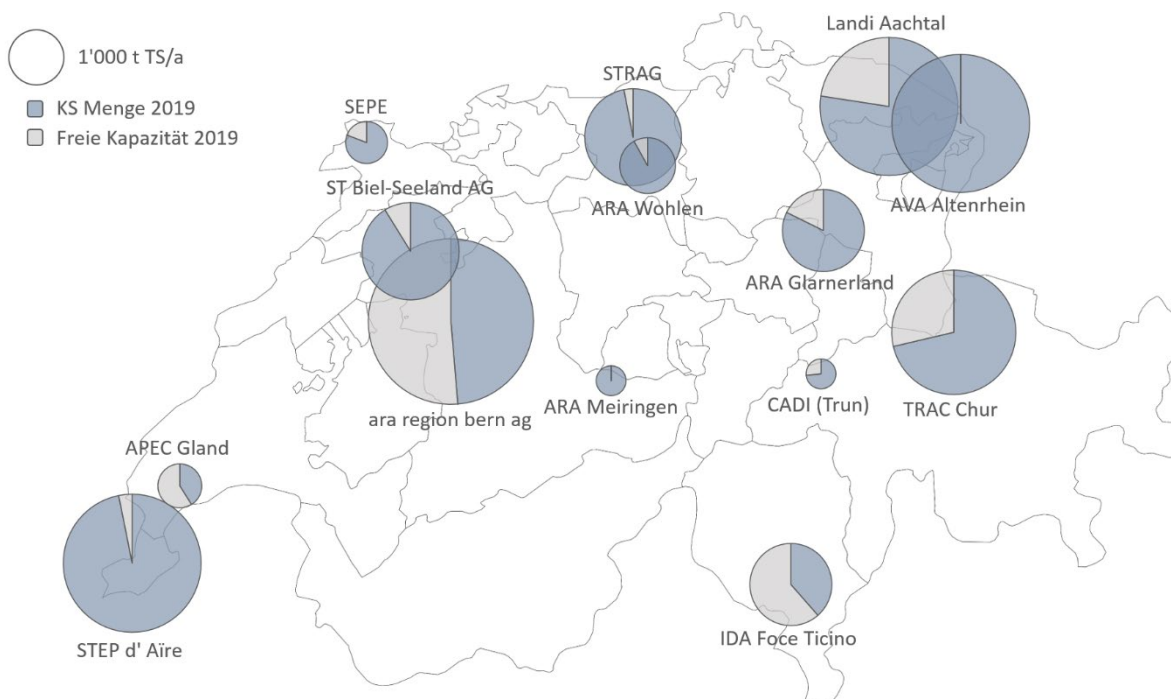 1'000 t TS/a
KS Menge 2019
Freie Kapazität 2019
Landi Aachtal
STRAG
SEPE
ST Biel-Seeland AG
ARA Wohlen
AVA Altenrhein
ARA Glarnerland
ara region bern ag
ARA Meiringen
CADI (Trun)
TRAC Chur
APEC Gland
STEP d' Aïre
IDA Foce Ticino